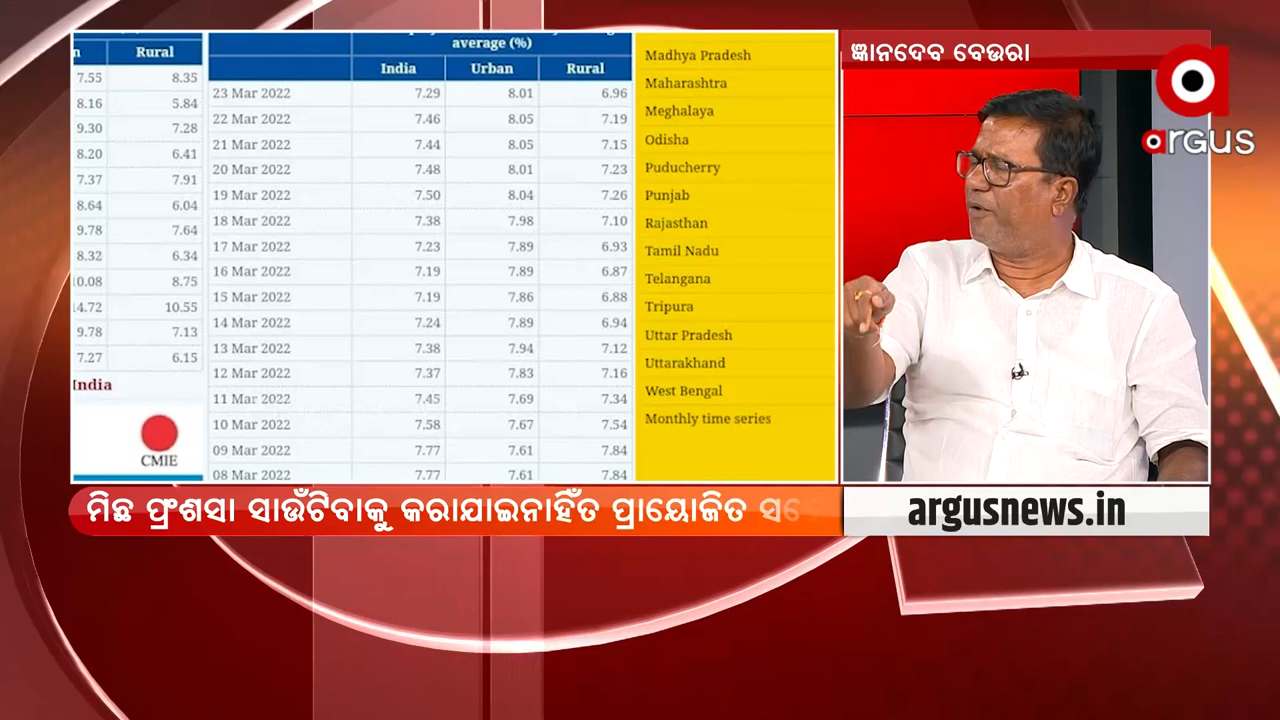 Rural
7.55 8.35
8.16 5.84
9.30 7.28
8.20 6.41
7.37 7.91
8.64 6.04
9.78 7.64
8.32 6.34
0.08 8.75
4.72 10.55
9.78 7.13
7.27 6.15
India
CMIE
average (%)
India Urban Rural
23 Mar 2022 7.29 8.01 6.96
22 Mar 2022 7.46 8.05 7.19
21 Mar 2022 7.44 8.05 7.15
20 Mar 2022 7.48 8.01 7.23
19 Mar 2022 7.50 8.04 7.26
18 Mar 2022 7.38 7.98 7.10
17 Mar 2022 7.23 7.89 6.93
16 Mar 2022 7.19 7.89 6.87
15 Mar 2022 7.19 7.86 6.88
14 Mar 2022 7.24 7.89 6.94
13 Mar 2022 7.38 7.94 7.12
12 Mar 2022 7.37 7.83 7.16
11 Mar 2022 7.45 7.69 7.34
10 Mar 2022 7.58 7.67 7.54
09 Mar 2022 7.77 7.61 7.84
08 Mar 2022 7.77 7.61 7.84
Madhya Pradesh
Maharashtra
Meghalaya
Odisha
Puducherry
Punjab
Rajasthan
Tamil Nadu
Telangana
Tripura
Uttar Pradesh
Uttarakhand
West Bengal
Monthly time series
ଜ୍ଞାନଦେବ ବେଉରା
argus
ମିଛ ପ୍ରଂଶସା ସାଉଁଟିବାକୁ କରାଯାଇନାହିଁତ ପ୍ରାୟୋଜିତ
argusnews.in